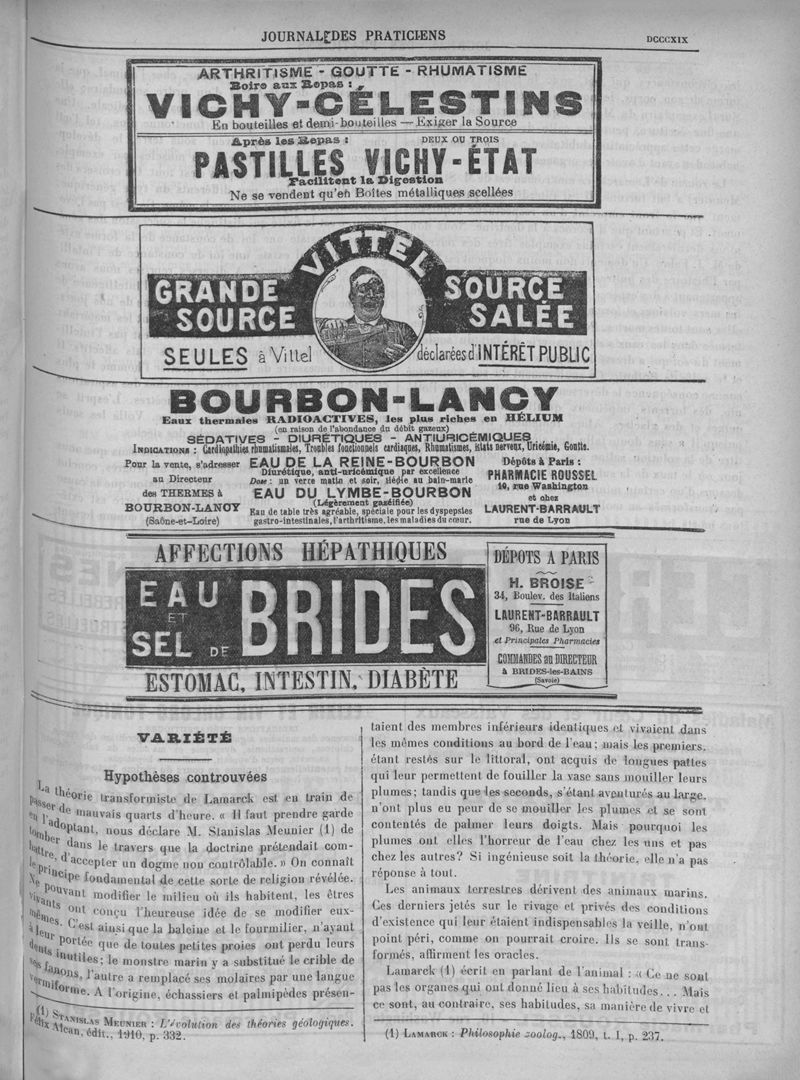 JOURNAL DES PRATICIENS
DCCCXIX
ARTHRITISME - GOUTTE - RHUMATISME
Boire aux Repas :
VICHY-CÉLESTINS
En bouteilles et demi-bouteilles — Exiger la Source
Après les Repas : DEUX OU TROIS
PASTILLES VICHY-ÉTAT
Facilitent la Digestion
Ne se vendent qu'en Boîtes métalliques scellées
VITTEL
GRANDE SOURCE
SOURCE SALÉE
SEULES à Vittel déclarées d'INTÉRÊT PUBLIC
BOURBON-LANCY
Eaux thermales RADIOACTIVES, les plus riches en HÉLIUM
(en raison de l'abondance du débit gazeux)
SÉDATIVES - DIURÉTIQUES - ANTIURICÉMIQUES
INDICATIONS : Cardiopathies rhumatismales, Troubles fonctionnels cardiaques, Rhumatismes, Etats nerveux, Uricémie, Goutte.
Pour la vente, s'adresser
au Directeur
des THERMES à
BOURBON-LANCY
(Saône-et-Loire)
EAU DE LA REINE-BOURBON
Diurétique, anti-uricémique par excellence
Dose : un verre matin et soir, tiédie au bain-marie
EAU DU LYMBE-BOURBON
(Légèrement gazéifiée)
Eau de table très agréable, spéciale pour les dyspepsies
gastro-intestinales, l'arthritisme, les maladies du cœur.
Dépôts à Paris :
PHARMACIE ROUSSEL
10, rue Washington
et chez
LAURENT-BARRAULT
rue de Lyon
AFFECTIONS HÉPATHIQUES
EAU
ET
SEL DE BRIDES
ESTOMAC, INTESTIN, DIABÈTE
DÉPOTS A PARIS
H. BROISE
34, Boulev. des Italiens
LAURENT-BARRAULT
96, Rue de Lyon
et Principales Pharmacies
COMMANDES au DIRECTEUR
à BRIDES-les-BAINS
(Savoie)
VARIÉTÉ
Hypothèses controuvées
La théorie transformiste de Lamarck est en train de
passer de mauvais quarts d'heure. « Il faut prendre garde
en l'adoptant, nous déclare M. Stanislas Meunier (1) de
tomber dans le travers que la doctrine prétendait com-
battre, d'accepter un dogme non contrôlable. » On connaît
le principe fondamental de cette sorte de religion révélée.
Ne pouvant modifier le milieu où ils habitent, les êtres
vivants ont conçu l'heureuse idée de se modifier eux-
mêmes. C'est ainsi que la baleine et le fourmilier, n'ayant
à leur portée que de toutes petites proies ont perdu leurs
dents inutiles; le monstre marin y a substitué le crible de
ses fanons, l'autre a remplacé ses molaires par une langue
vermiforme. A l'origine, échassiers et palmipèdes présen-
(1) STANISLAS MEUNIER : L'évolution des théories géologiques.
Félix Alcan, édit., 1910, p. 332.
taient des membres inférieurs identiques et vivaient dans
les mêmes conditions au bord de l'eau; mais les premiers,
étant restés sur le littoral, ont acquis de longues pattes
qui leur permettent de fouiller la vase sans mouiller leurs
plumes; tandis que les seconds, s'étant aventurés au large,
n'ont plus eu peur de se mouiller les plumes et se sont
contentés de palmer leurs doigts. Mais pourquoi les
plumes ont elles l'horreur de l'eau chez les uns et pas
chez les autres? Si ingénieuse soit la théorie, elle n'a pas
réponse à tout.
Les animaux terrestres dérivent des animaux marins.
Ces derniers jetés sur le rivage et privés des conditions
d'existence qui leur étaient indispensables la veille, n'ont
point péri, comme on pourrait croire. Ils se sont trans-
formés, affirment les oracles.
Lamarck (1) écrit en parlant de l'animal : « Ce ne sont
pas les organes qui ont donné lieu à ses habitudes... Mais
ce sont, au contraire, ses habitudes, sa manière de vivre et
(1) LAMARCK : Philosophie zoolog., 1809, t. I, p. 237.